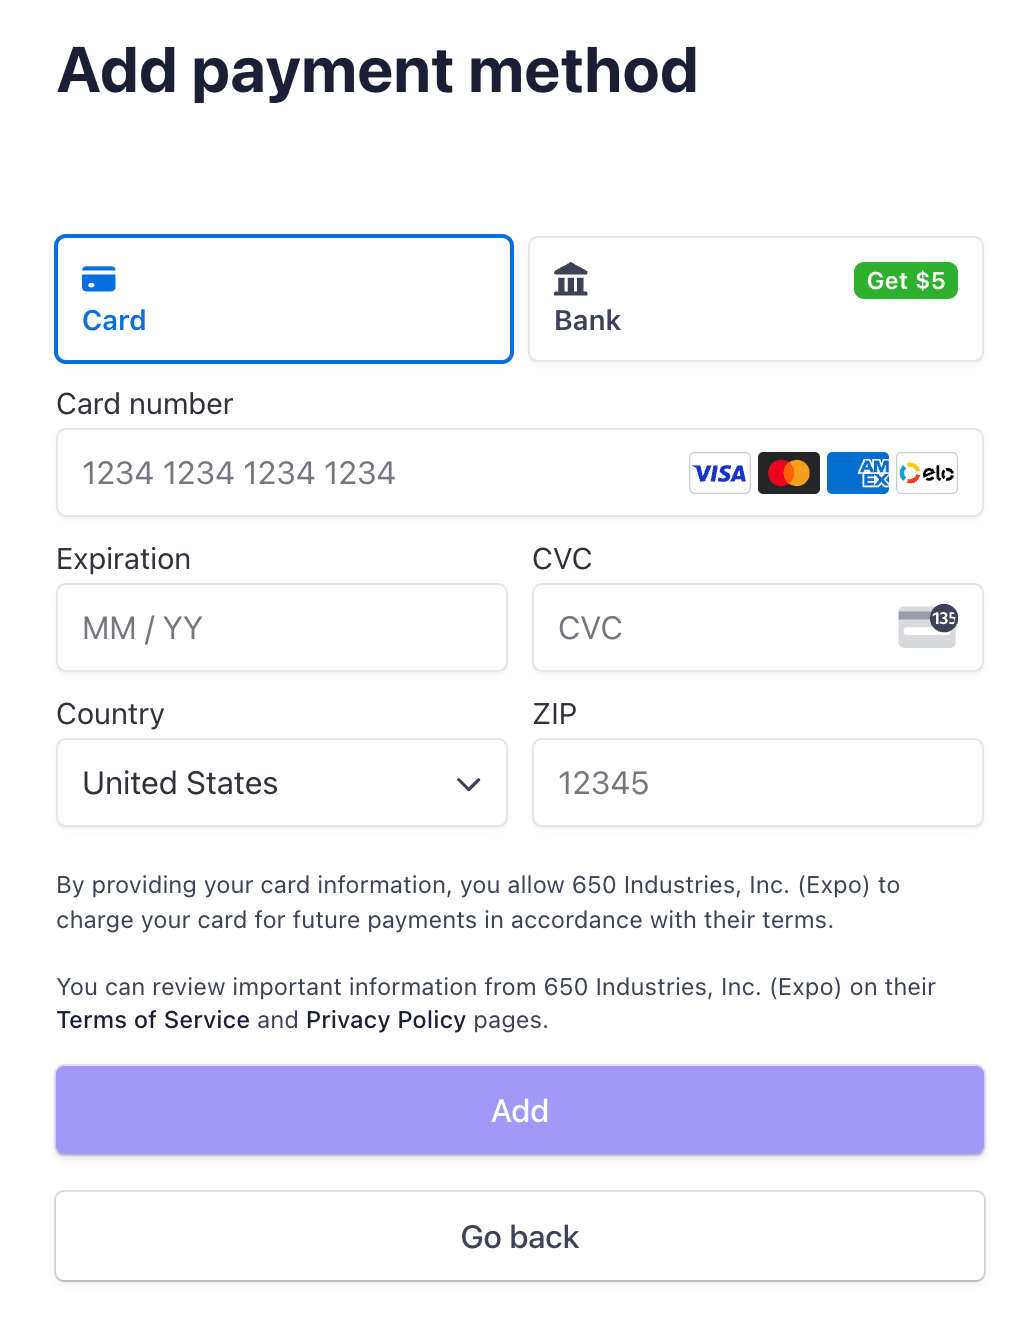 Add payment method
Card
Get $5
Bank
Card number
1234 1234 1234 1234 VISA AM EX elo
Expiration CVC
MM / YY CVC 135
Country ZIP
United States 12345
By providing your card information, you allow 650 Industries, Inc. (Expo) to
charge your card for future payments in accordance with their terms.
You can review important information from 650 Industries, Inc. (Expo) on their
Terms of Service and Privacy Policy pages.
Add
Go back